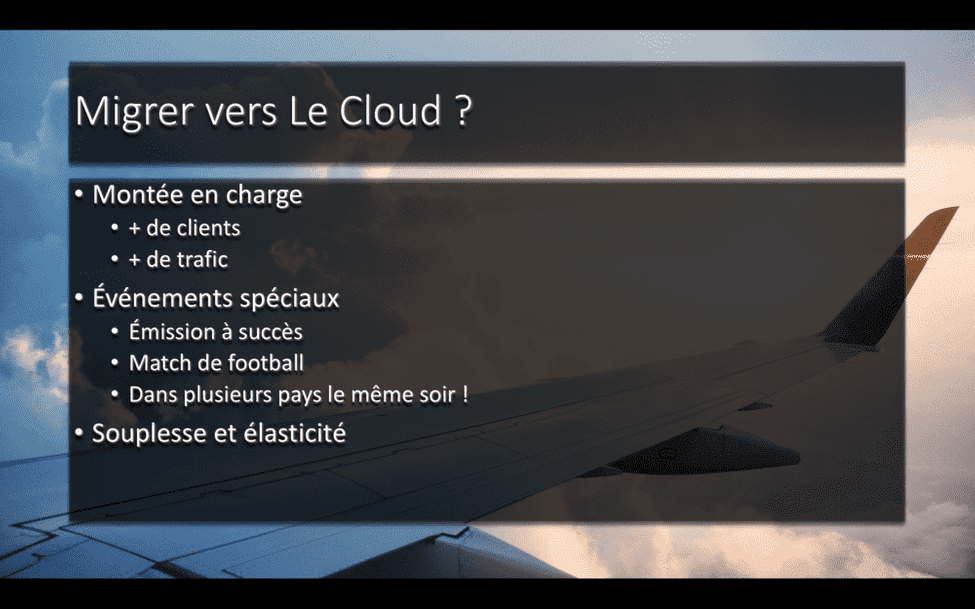 Migrer vers Le Cloud ?
• Montée en charge
• + de clients
• + de trafic
• Événements spéciaux
• Émission à succès
• Match de football
• Dans plusieurs pays le même soir !
• Souplesse et élasticité